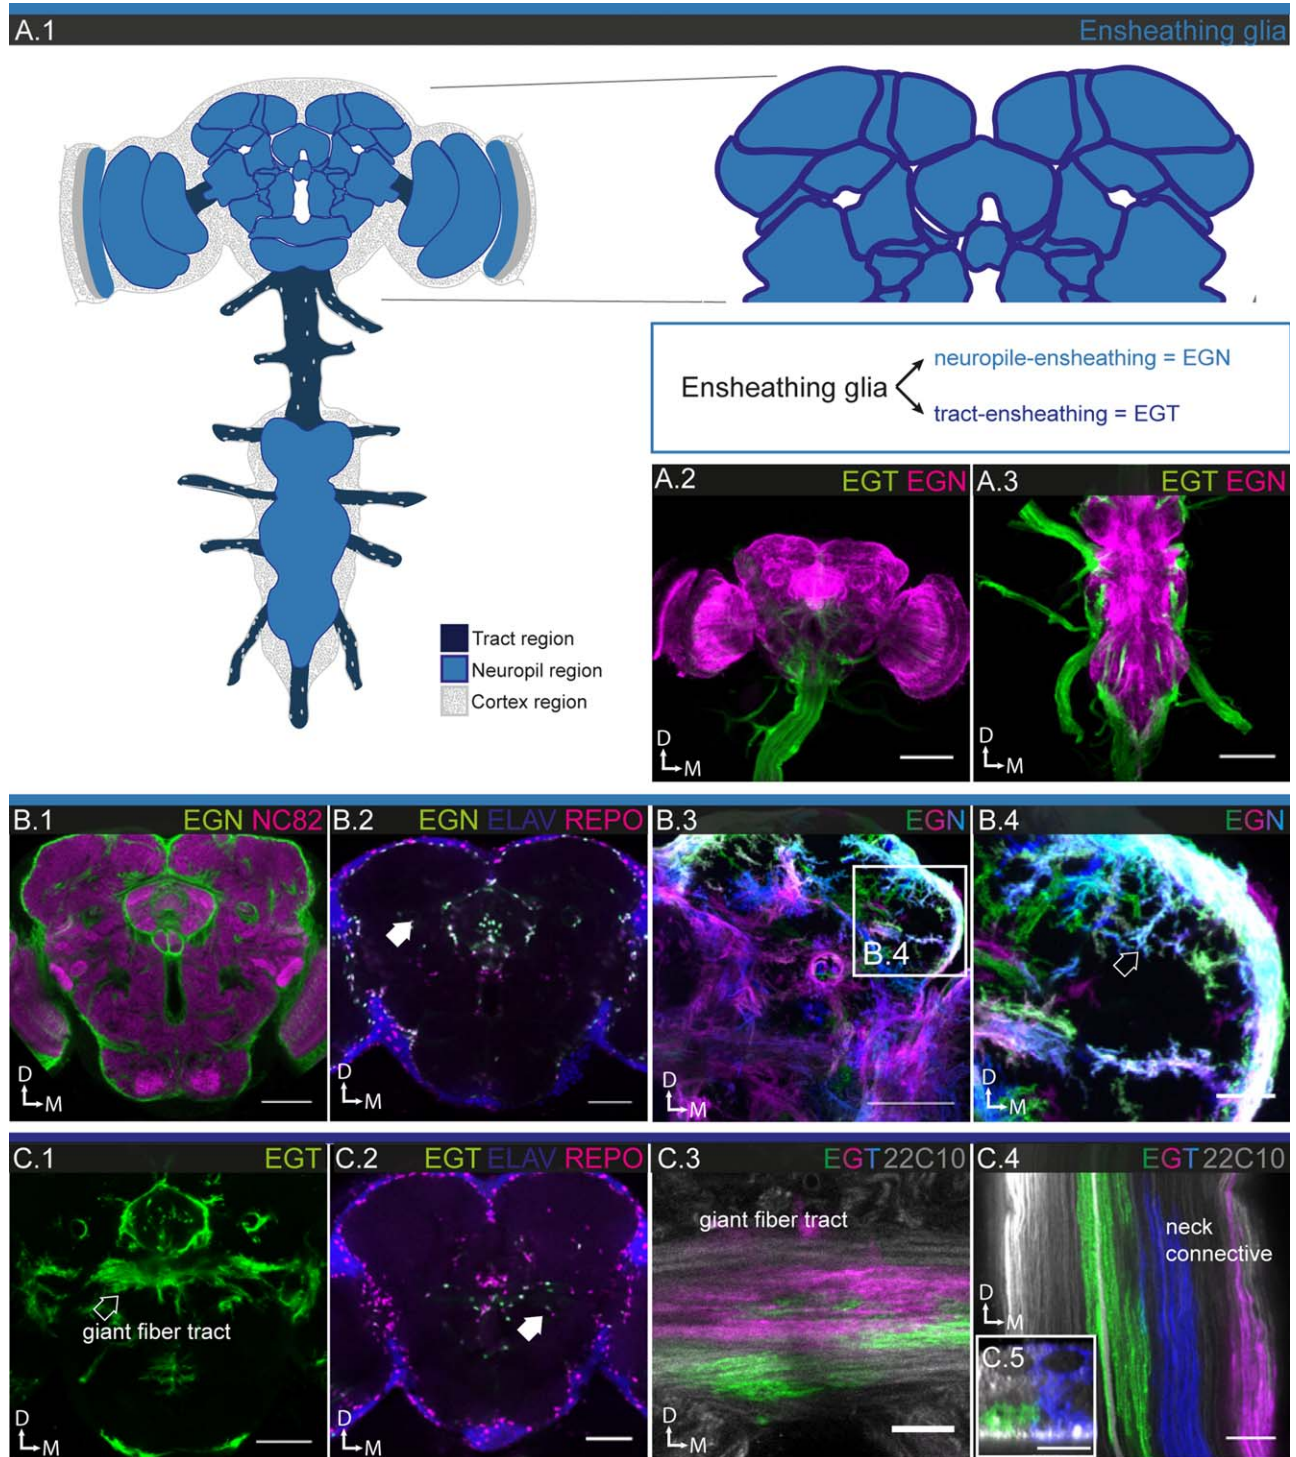 A.1 Ensheathing glia
neuropile-ensheathing = EGN
Ensheathing glia
tract-ensheathing = EGT
A.2 EGT EGN
A.3 EGT EGN
Tract region
Neuropil region
Cortex region
D
M
D
M
B.1 EGN NC82
B.2 EGN ELAV REPO
B.3 EGN
B.4 EGN
B.4
D
M
D
M
D
M
D
M
C.1 EGT
C.2 EGT ELAV REPO
C.3 EGT 22C10
C.4 EGT 22C10
giant fiber tract
neck
connective
giant fiber tract
C.5
D
M
D
M
D
M
D
M